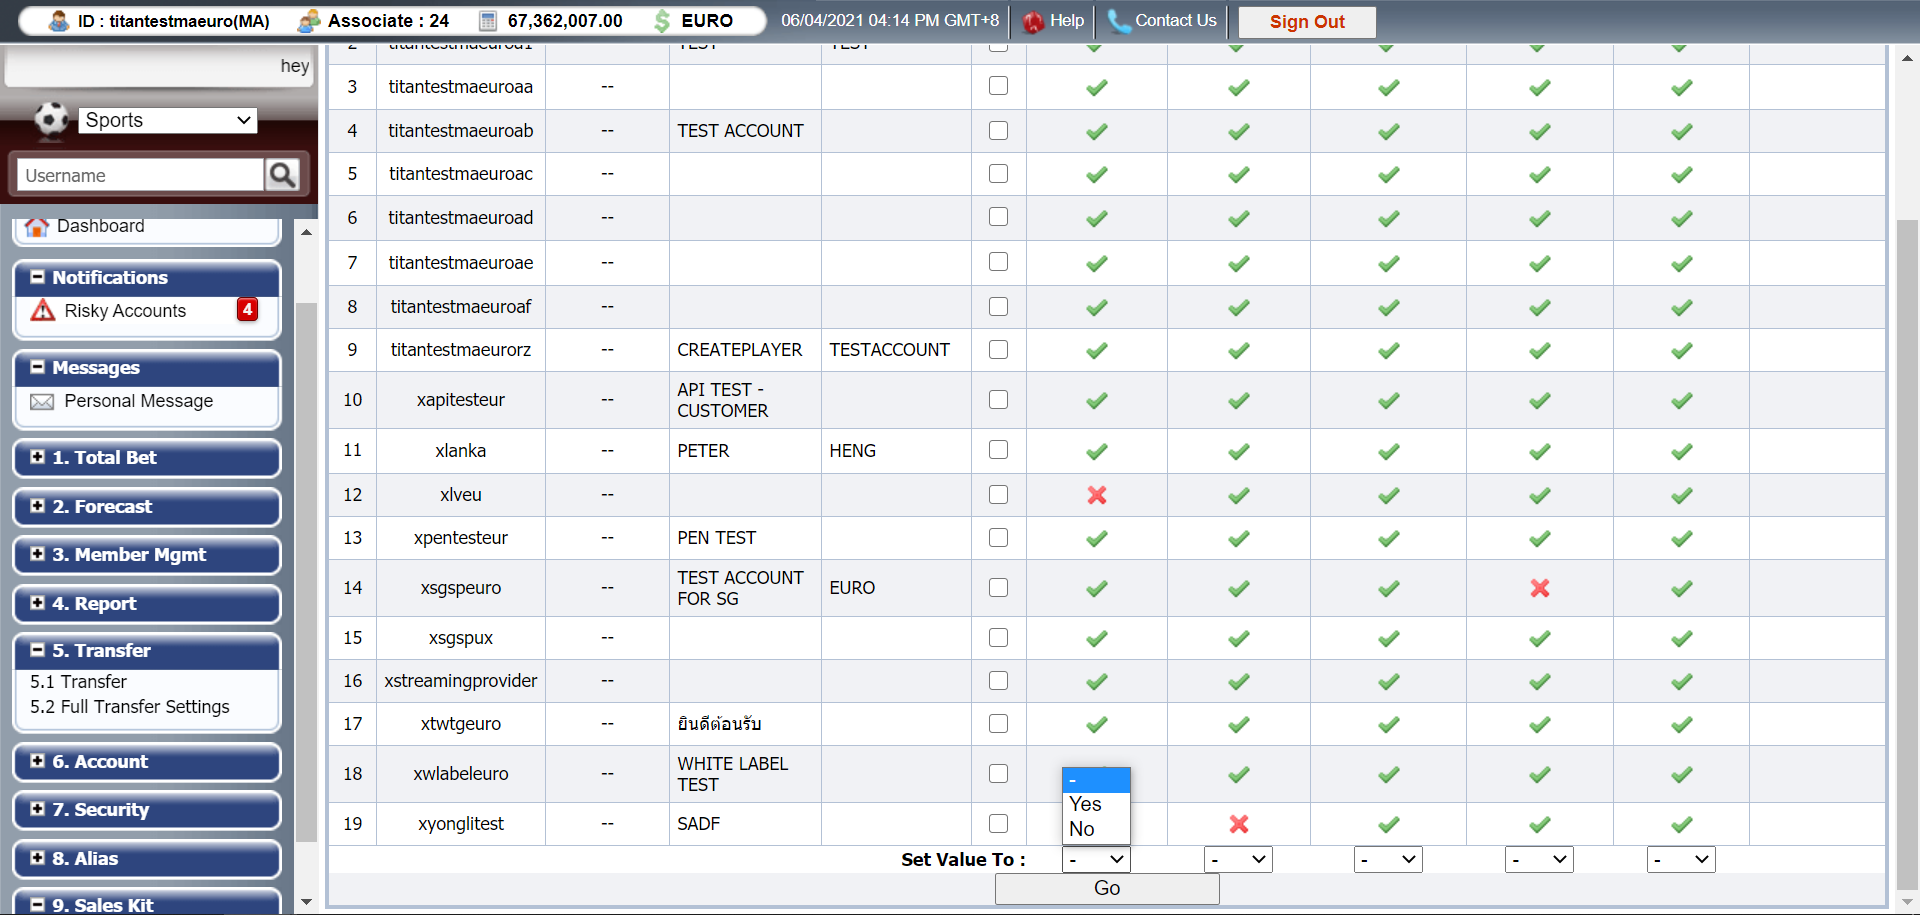 ID : titantestmaeuro(MA) Associate : 24 67,362,007.00 EURO 06/04/2021 04:14 PM GMT+8 Help Contact Us Sign Out
hey
Sports
Username
Dashboard
Notifications
Risky Accounts 4
Messages
Personal Message
1. Total Bet
2. Forecast
3. Member Mgmt
4. Report
5. Transfer
5.1 Transfer
5.2 Full Transfer Settings
6. Account
7. Security
8. Alias
9. Sales Kit
3 titantestmaeuroaa --
4 titantestmaeuroab -- TEST ACCOUNT
5 titantestmaeuroac --
6 titantestmaeuroad --
7 titantestmaeuroae --
8 titantestmaeuroaf --
9 titantestmaeurorz -- CREATEPLAYER TESTACCOUNT
10 xapitesteur -- API TEST -
CUSTOMER
11 xlanka -- PETER HENG
12 xlveu --
13 xpentesteur -- PEN TEST
14 xsgspeuro -- TEST ACCOUNT
FOR SG EURO
15 xsgspux --
16 xstreamingprovider --
17 xtwtgeuro -- ยินดีต้อนรับ
18 xwlabeleuro -- WHITE LABEL
TEST
19 xyonglitest -- SADF
-
Yes
No
Set Value To : - - - - -
Go